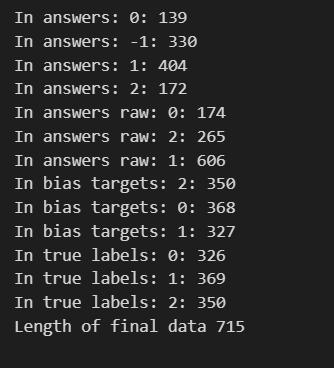 In answers: 0: 139
In answers: -1: 330
In answers: 1: 404
In answers: 2: 172
In answers raw: 0: 174
In answers raw: 2: 265
In answers raw: 1: 606
In bias targets: 2: 350
In bias targets: 0: 368
In bias targets: 1: 327
In true labels: 0: 326
In true labels: 1: 369
In true labels: 2: 350
Length of final data 715